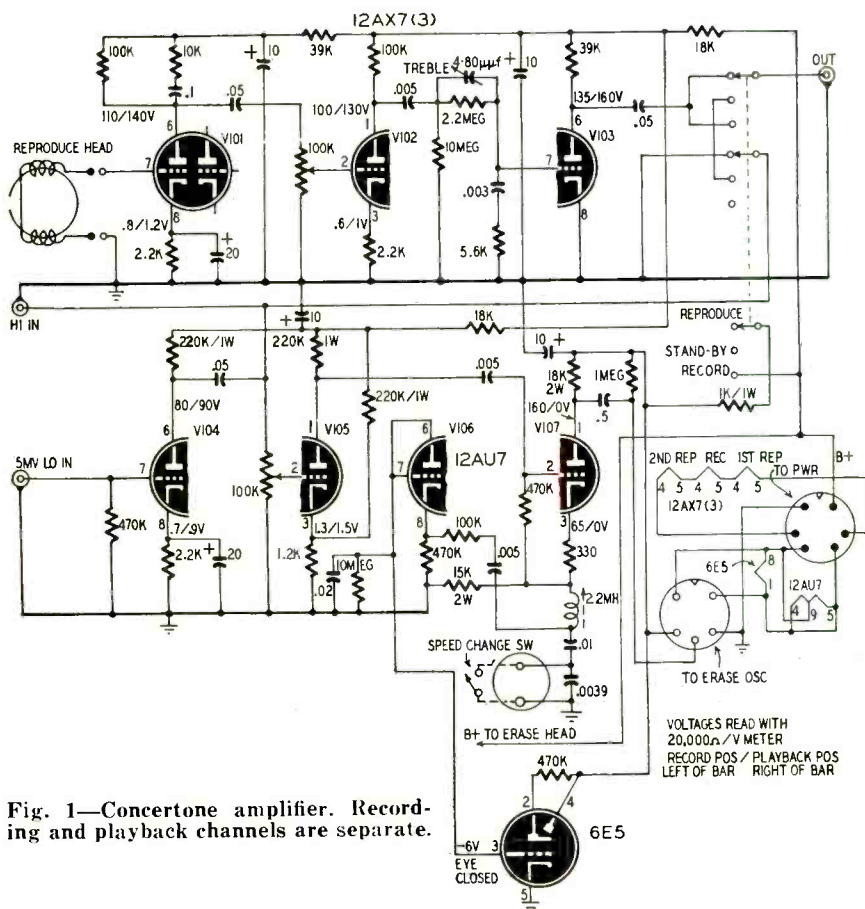 12AX7(3)
100K
10K
10
39K
100K
TREBLE
4-80µµf
10
39K
18K
OUT
.1
.05
.005
2.2MEG
135/160V
.05
110/140V
100/130V
6
V101
1
V102
6
V103
REPRODUCE HEAD
7
100K
2
10MEG
7
8
3
.003
8
.8/1.2V
.6/1V
2.2K
20
2.2K
5.6K
HI IN
10
18K
REPRODUCE
220K/1W
220K
1W
10
STAND-BY
.05
.005
18K
2W
1MEG
RECORD
220K/1W
1K/1W
80/90V
160/0V
.5
6
V104
1
V105
6
V106
1
V107
12AU7
2ND REP
REC
1ST REP
B+
TO PWR
5MV LO IN
7
2
7
2
4
5
4
5
4
5
100K
470K
12AX7(3)
470K
8
3
8
3
65/0V
.7/.9V
1.3/1.5V
100K
330
6E5
8
1
2.2K
20
1.2K
10MEG
470K
.005
12AU7
.02
15K
2W
2.2MH
4
9
5
SPEED CHANGE SW
.01
.0039
TO ERASE OSC
B+ TO ERASE HEAD
VOLTAGES READ WITH
20,000Ω/V METER
RECORD POS / PLAYBACK POS
LEFT OF BAR RIGHT OF BAR
470K
2
4
6E5
-6V
3
EYE
CLOSED
5
Fig. 1—Concertone amplifier. Record-
ing and playback channels are separate.